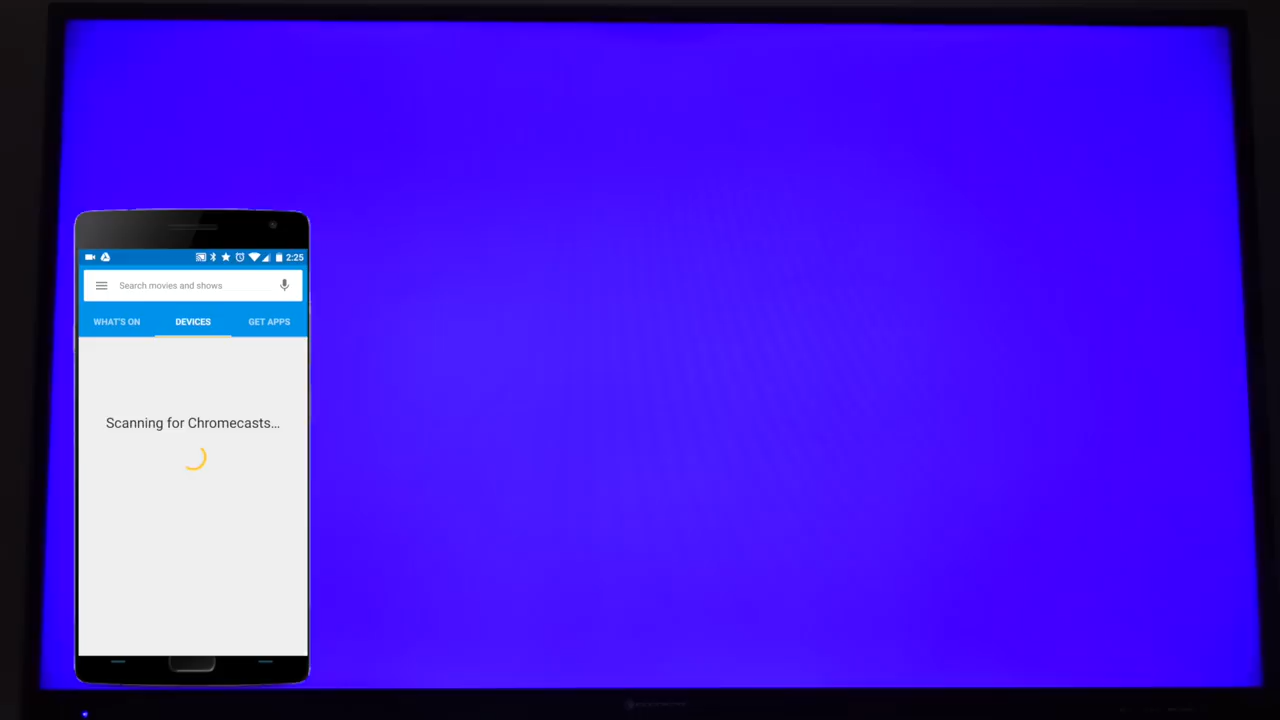 2:25
Search movies and shows
WHAT'S ON DEVICES GET APPS
Scanning for Chromecasts...